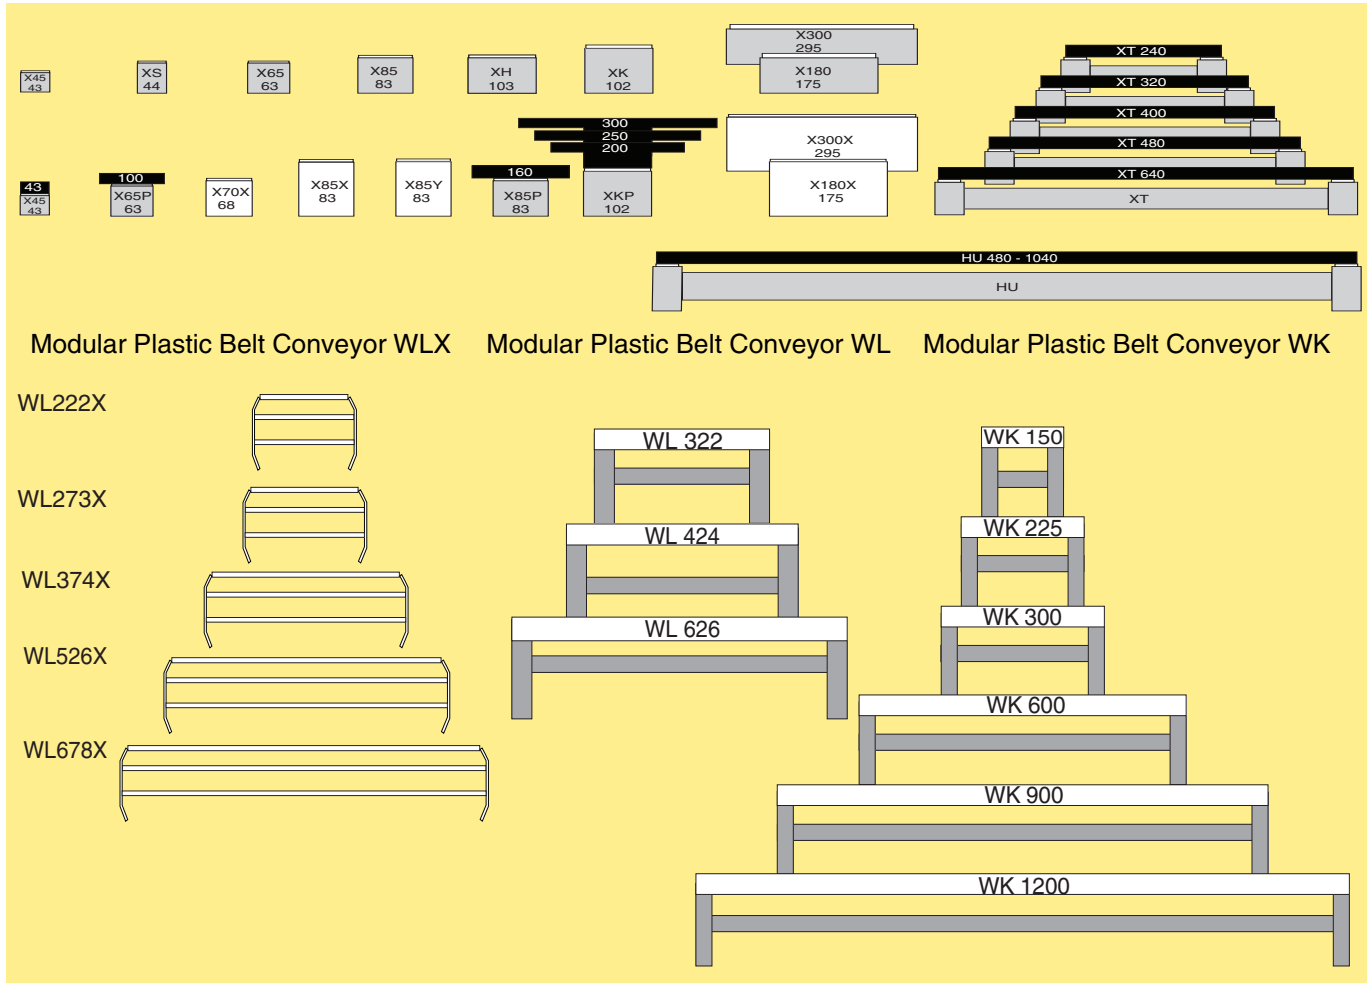 X45
43
XS
44
X65
63
X85
83
XH
103
XK
102
X300
295
X180
175
XT 240
XT 320
XT 400
XT 480
XT 640
XT
43
X45
43
100
X65P
63
X70X
68
X85X
83
X85Y
83
160
X85P
83
300
250
200
XKP
102
X300X
295
X180X
175
HU 480 - 1040
HU
Modular Plastic Belt Conveyor WLX
Modular Plastic Belt Conveyor WL
Modular Plastic Belt Conveyor WK
WL222X
WL273X
WL374X
WL526X
WL678X
WL 322
WL 424
WL 626
WK 150
WK 225
WK 300
WK 600
WK 900
WK 1200